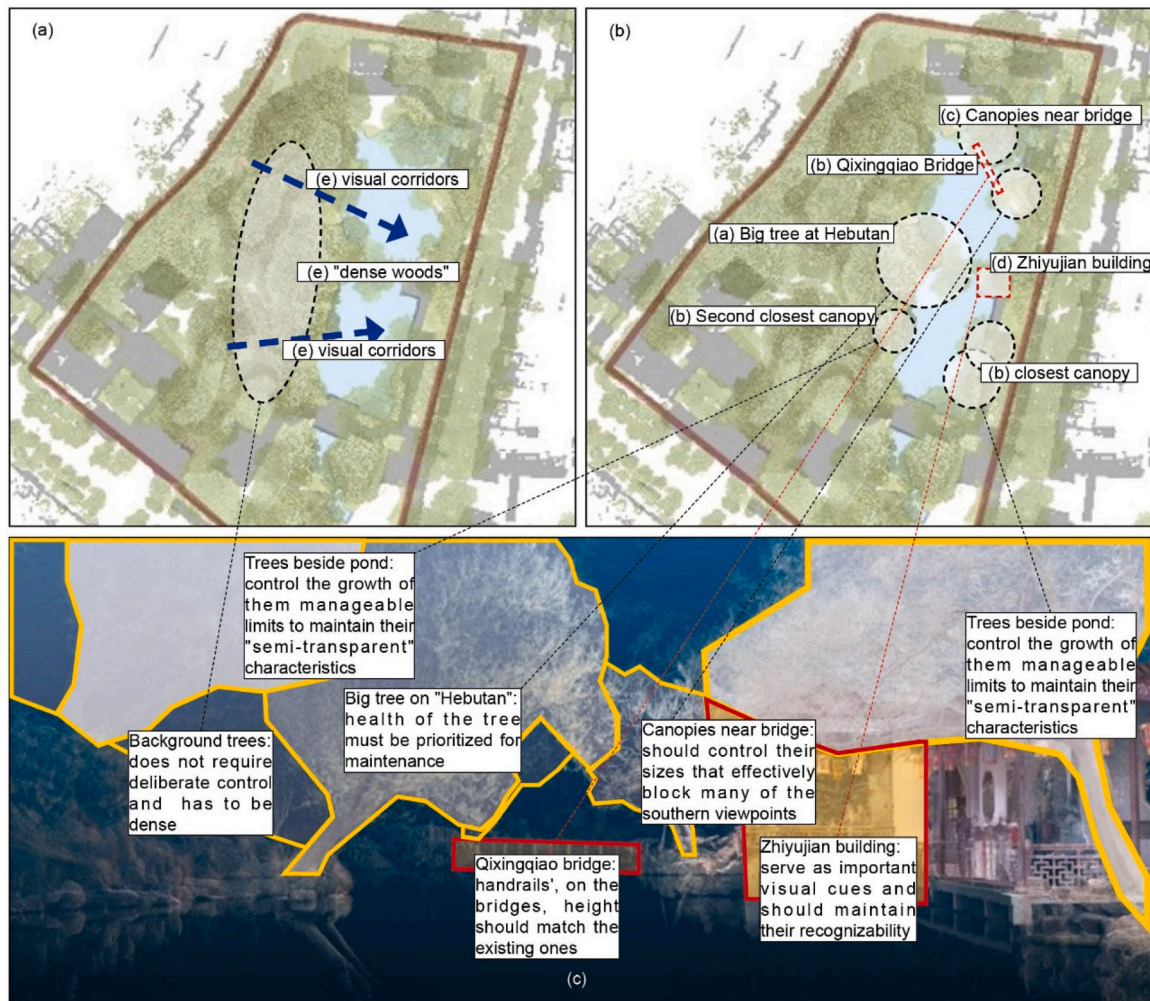 (a)
(e) visual corridors
(e) "dense woods"
(e) visual corridors
(b)
(c) Canopies near bridge
(b) Qixingqiao Bridge
(a) Big tree at Hebutan
(d) Zhiyujian building
(b) Second closest canopy
(b) closest canopy
Trees beside pond:
control the growth of
them manageable
limits to maintain their
"semi-transparent"
characteristics
Big tree on "Hebutan":
health of the tree
must be prioritized for
maintenance
Background trees:
does not require
deliberate control
and has to be
dense
Qixingqiao bridge:
handrails', on the
bridges, height
should match the
existing ones
Canopies near bridge:
should control their
sizes that effectively
block many of the
southern viewpoints
Zhiyujian building:
serve as important
visual cues and
should maintain
their recognizability
Trees beside pond:
control the growth of
them manageable
limits to maintain their
"semi-transparent"
characteristics
(c)